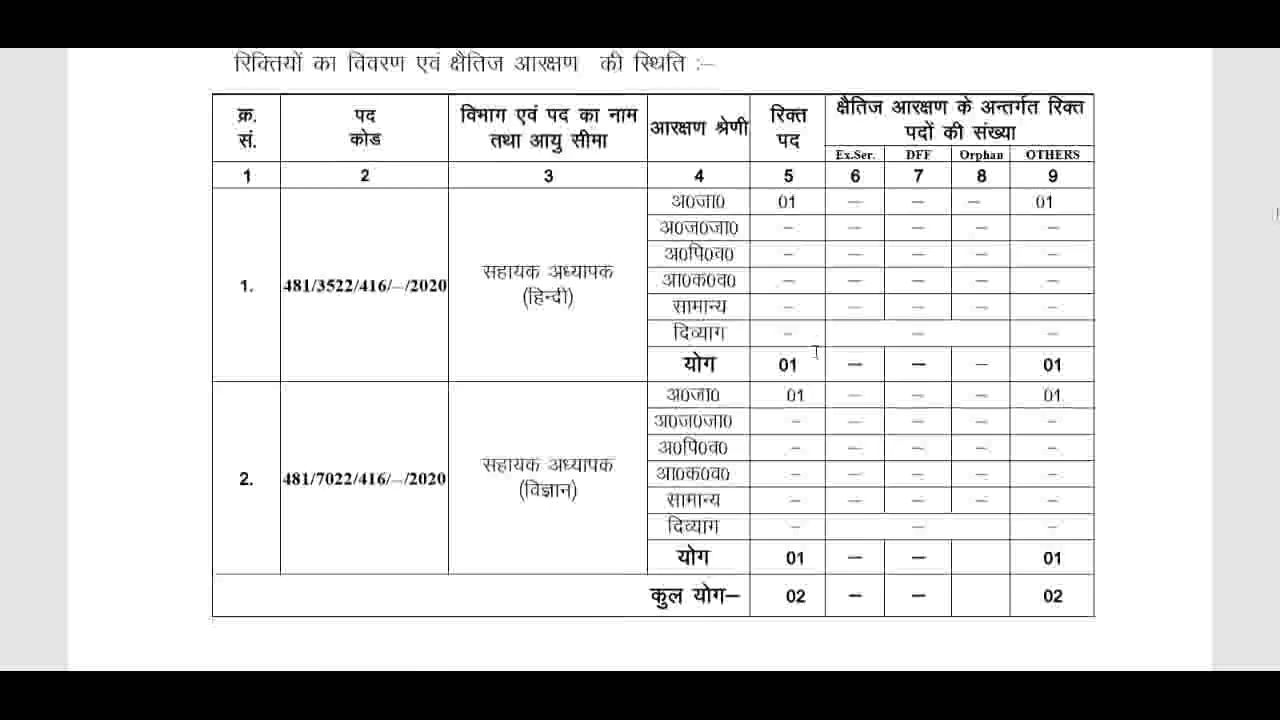 रिक्तियों का विवरण एवं क्षैतिज आरक्षण की स्थिति :–
क्र. सं. पद कोड विभाग एवं पद का नाम तथा आयु सीमा आरक्षण श्रेणी रिक्त पद क्षैतिज आरक्षण के अन्तर्गत रिक्त पदों की संख्या
Ex.Ser. DFF Orphan OTHERS
1 2 3 4 5 6 7 8 9
1. 481/3522/416/–/2020 सहायक अध्यापक (हिन्दी)
अ0जा0 01 – – – 01
अ0ज0जा0 – – – – –
अ0पि0व0 – – – – –
आ0क0व0 – – – – –
सामान्य – – – – –
दिव्याग – – –
योग 01 – – – 01
2. 481/7022/416/–/2020 सहायक अध्यापक (विज्ञान)
अ0जा0 01 – – – 01
अ0ज0जा0 – – – – –
अ0पि0व0 – – – – –
आ0क0व0 – – – – –
सामान्य – – – – –
दिव्याग – – –
योग 01 – – 01
कुल योग– 02 – – 02